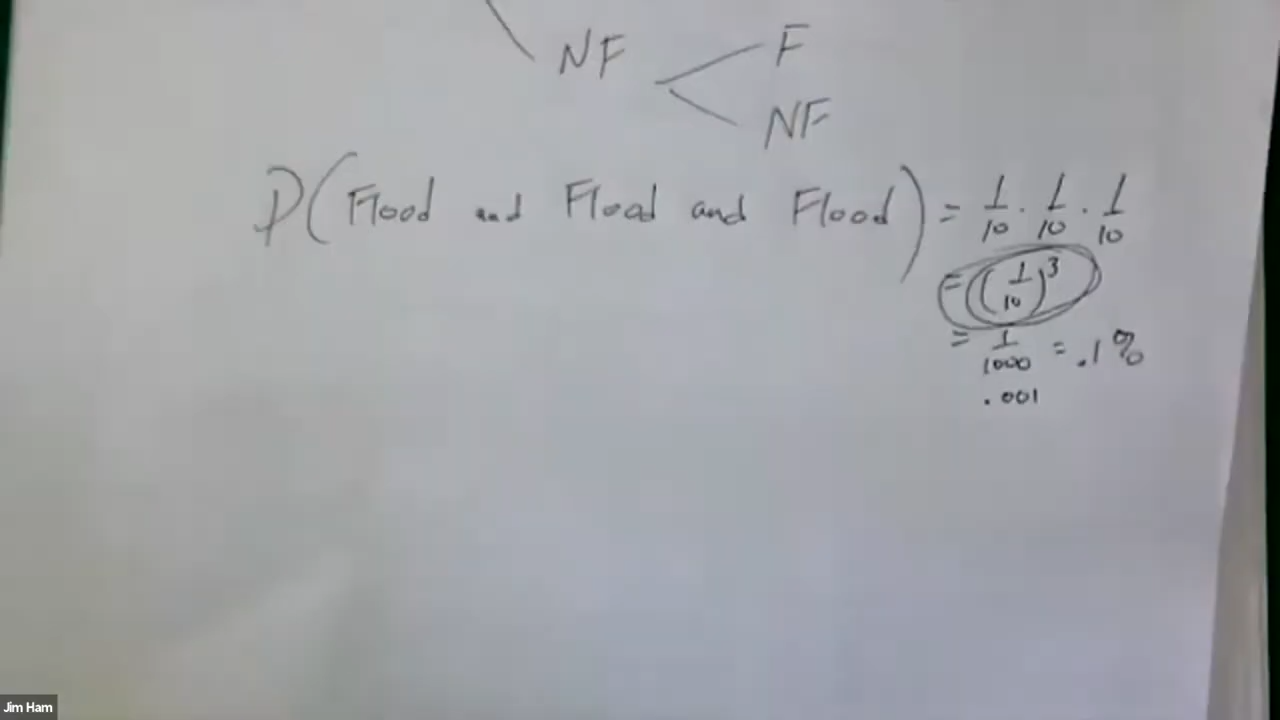 NF
F
NF
P(Flood and Flood and Flood) = 1/10 · 1/10 · 1/10
= (1/10)³
= 1/1000 = .1%
.001
Jim Ham